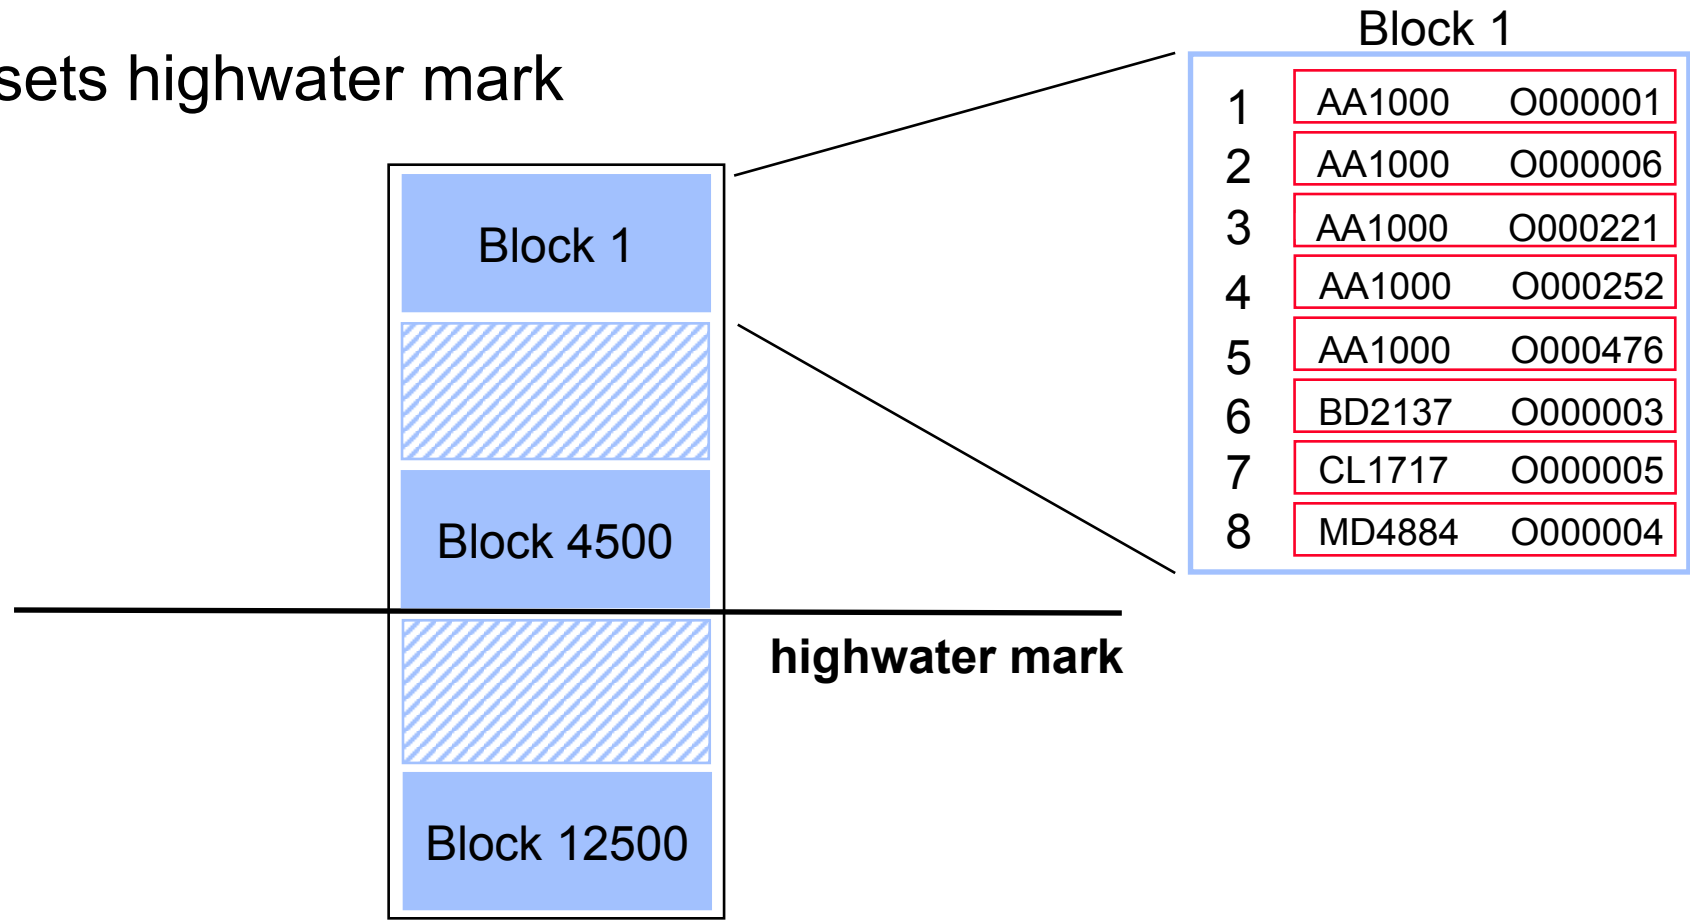 sets highwater mark
Block 1
Block 4500
highwater mark
Block 12500
Block 1
1 AA1000 O000001
2 AA1000 O000006
3 AA1000 O000221
4 AA1000 O000252
5 AA1000 O000476
6 BD2137 O000003
7 CL1717 O000005
8 MD4884 O000004